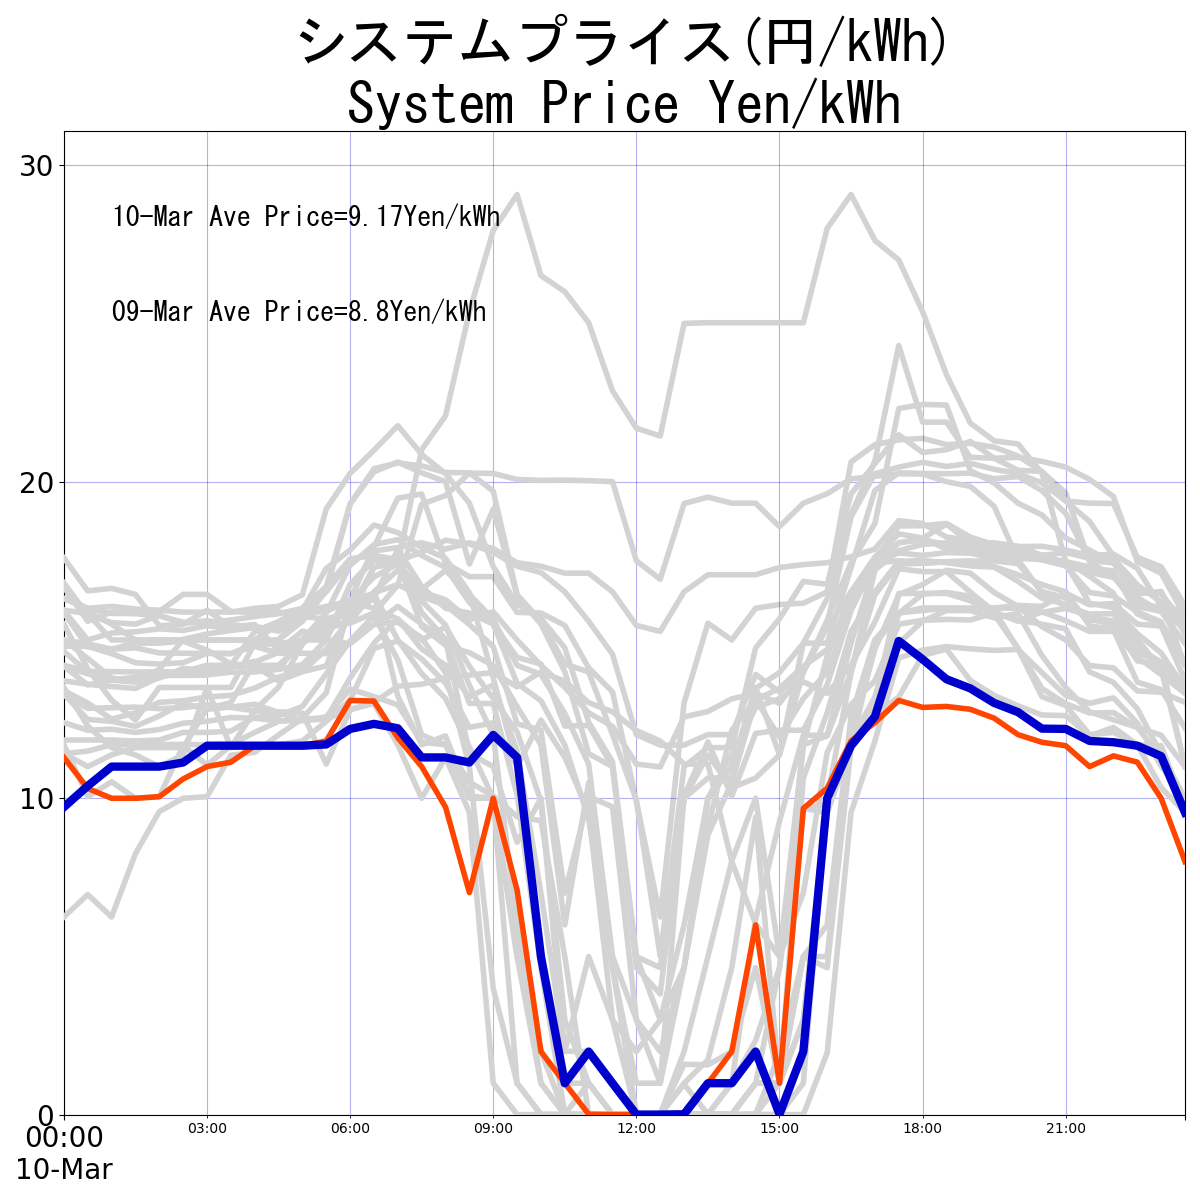 システムプライス(円/kWh)
System Price Yen/kWh
30
10-Mar Ave Price=9.17Yen/kWh
09-Mar Ave Price=8.8Yen/kWh
20
10
0
00:00 03:00 06:00 09:00 12:00 15:00 18:00 21:00
10-Mar